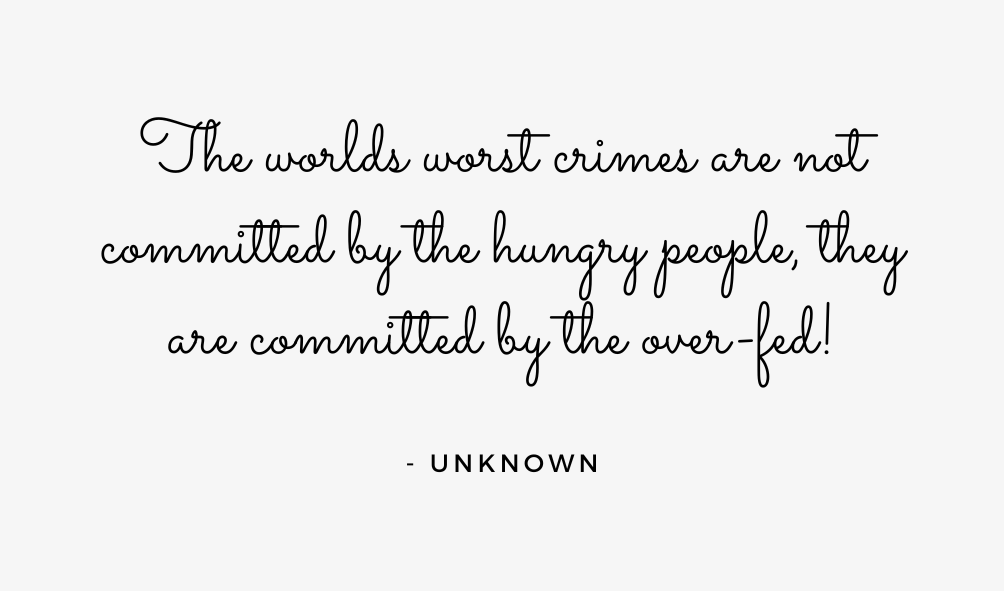 The worlds worst crimes are not
committed by the hungry people, they
are committed by the over-fed!
- UNKNOWN